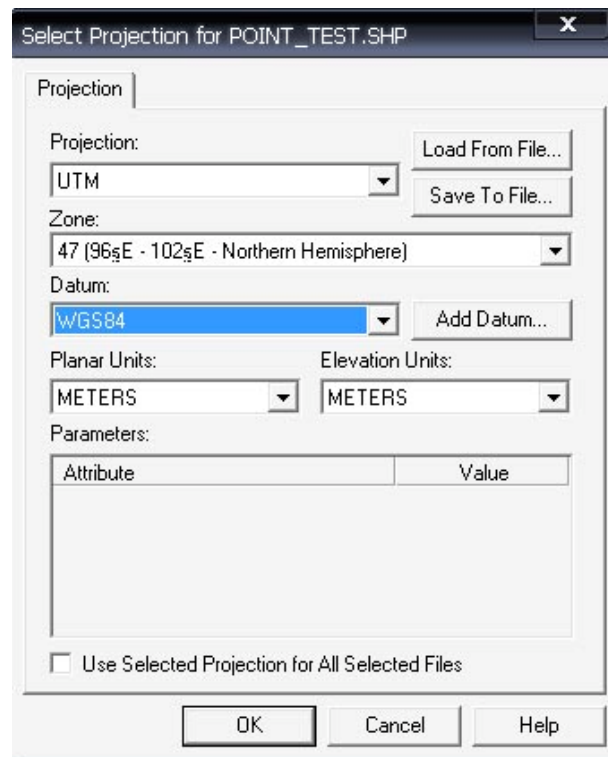 Select Projection for POINT_TEST.SHP
X
Projection
Projection:
Load From File...
UTM
Save To File...
Zone:
47 (96şE - 102şE - Northern Hemisphere)
Datum:
WGS84
Add Datum...
Planar Units:
Elevation Units:
METERS
METERS
Parameters:
Attribute
Value
Use Selected Projection for All Selected Files
OK
Cancel
Help